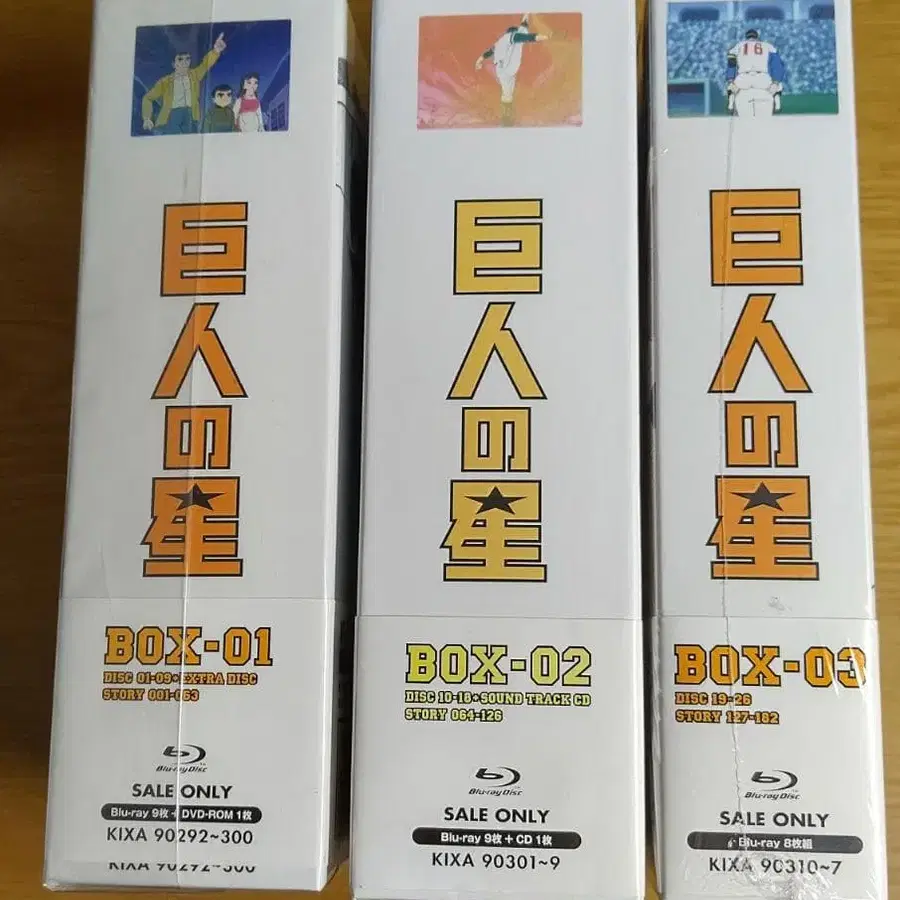 巨人の星
BOX-01
DISC 01-09+EXTRA DISC
STORY 001-063
Blu-ray Disc
SALE ONLY
Blu-ray 9枚+DVD-ROM 1枚
KIXA 90292~300
KIXA 90292~300
巨人の星
BOX-02
DISC 10-18+SOUND TRACK CD
STORY 064-126
Blu-ray Disc
SALE ONLY
Blu-ray 9枚+CD 1枚
KIXA 90301~9
16
巨人の星
BOX-03
DISC 19-26
STORY 127-182
Blu-ray Disc
SALE ONLY
Blu-ray 8枚組
KIXA 90310~7